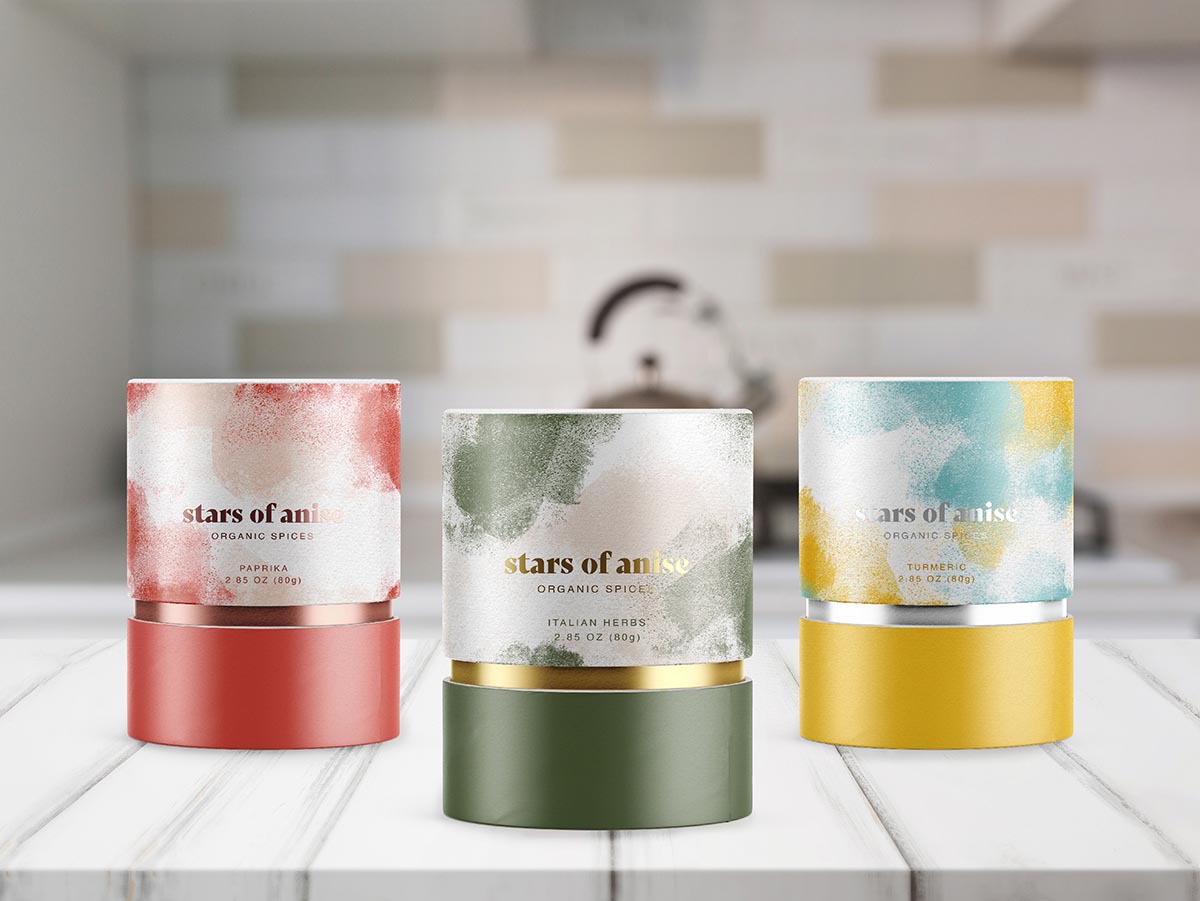 stars of anise
ORGANIC SPICES
PAPRIKA
2.85 OZ (80g)
stars of anise
ORGANIC SPICES
ITALIAN HERBS
2.85 OZ (80g)
stars of anise
ORGANIC SPICES
TURMERIC
2.85 OZ (80g)